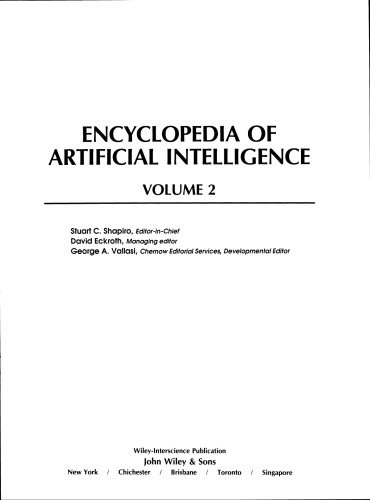 ENCYCLOPEDIA OF
ARTIFICIAL INTELLIGENCE
VOLUME 2
Stuart C. Shapiro, Editor-in-Chief
David Eckroth, Managing editor
George A. Vallasi, Chernow Editorial Services, Developmental Editor
Wiley-Interscience Publication
John Wiley & Sons
New York / Chichester / Brisbane / Toronto / Singapore